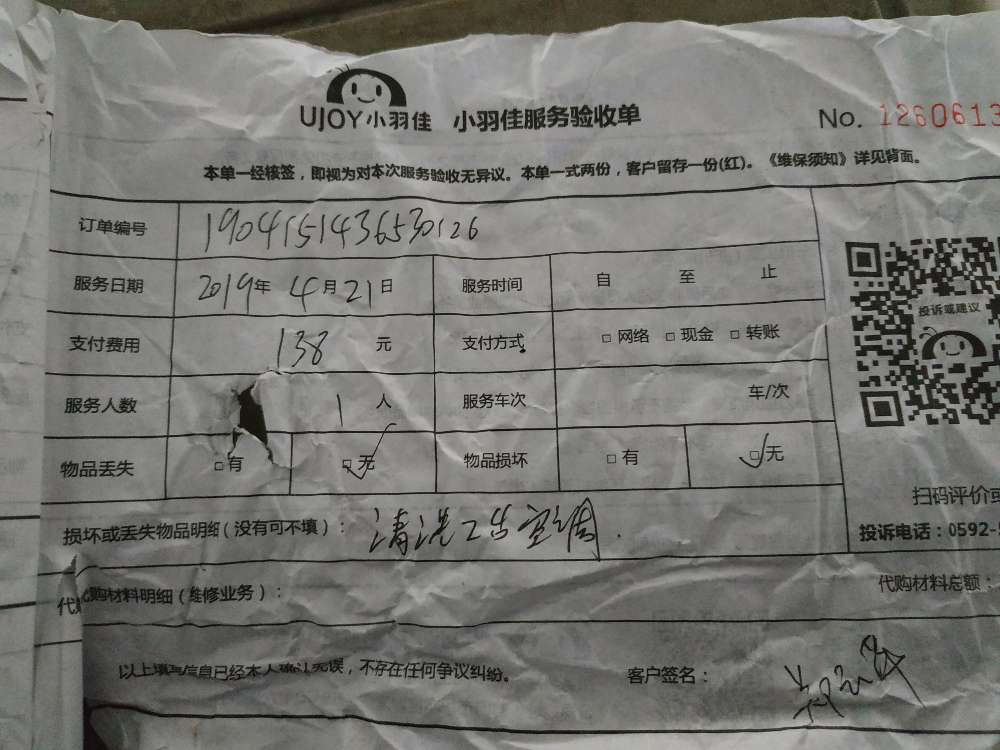 UJOY小羽佳 小羽佳服务验收单 No. 1260613
本单一经核签，即视为对本次服务验收无异议。本单一式两份，客户留存一份(红)。《维保须知》详见背面。
订单编号 1904151436530126
服务日期 2019年 4月21日 服务时间 自 至 止
支付费用 138 元 支付方式 □ 网络 □ 现金 □ 转账
服务人数 1 人 服务车次 车/次
物品丢失 □ 有 □ 无 物品损坏 □ 有 □ 无
投诉或建议
扫码评价或
投诉电话：0592-
损坏或丢失物品明细（没有可不填）： 清洗2台空调.
代购材料明细（维修业务）： 代购材料总额：
以上填写信息已经本人确认无误，不存在任何争议纠纷。 客户签名：